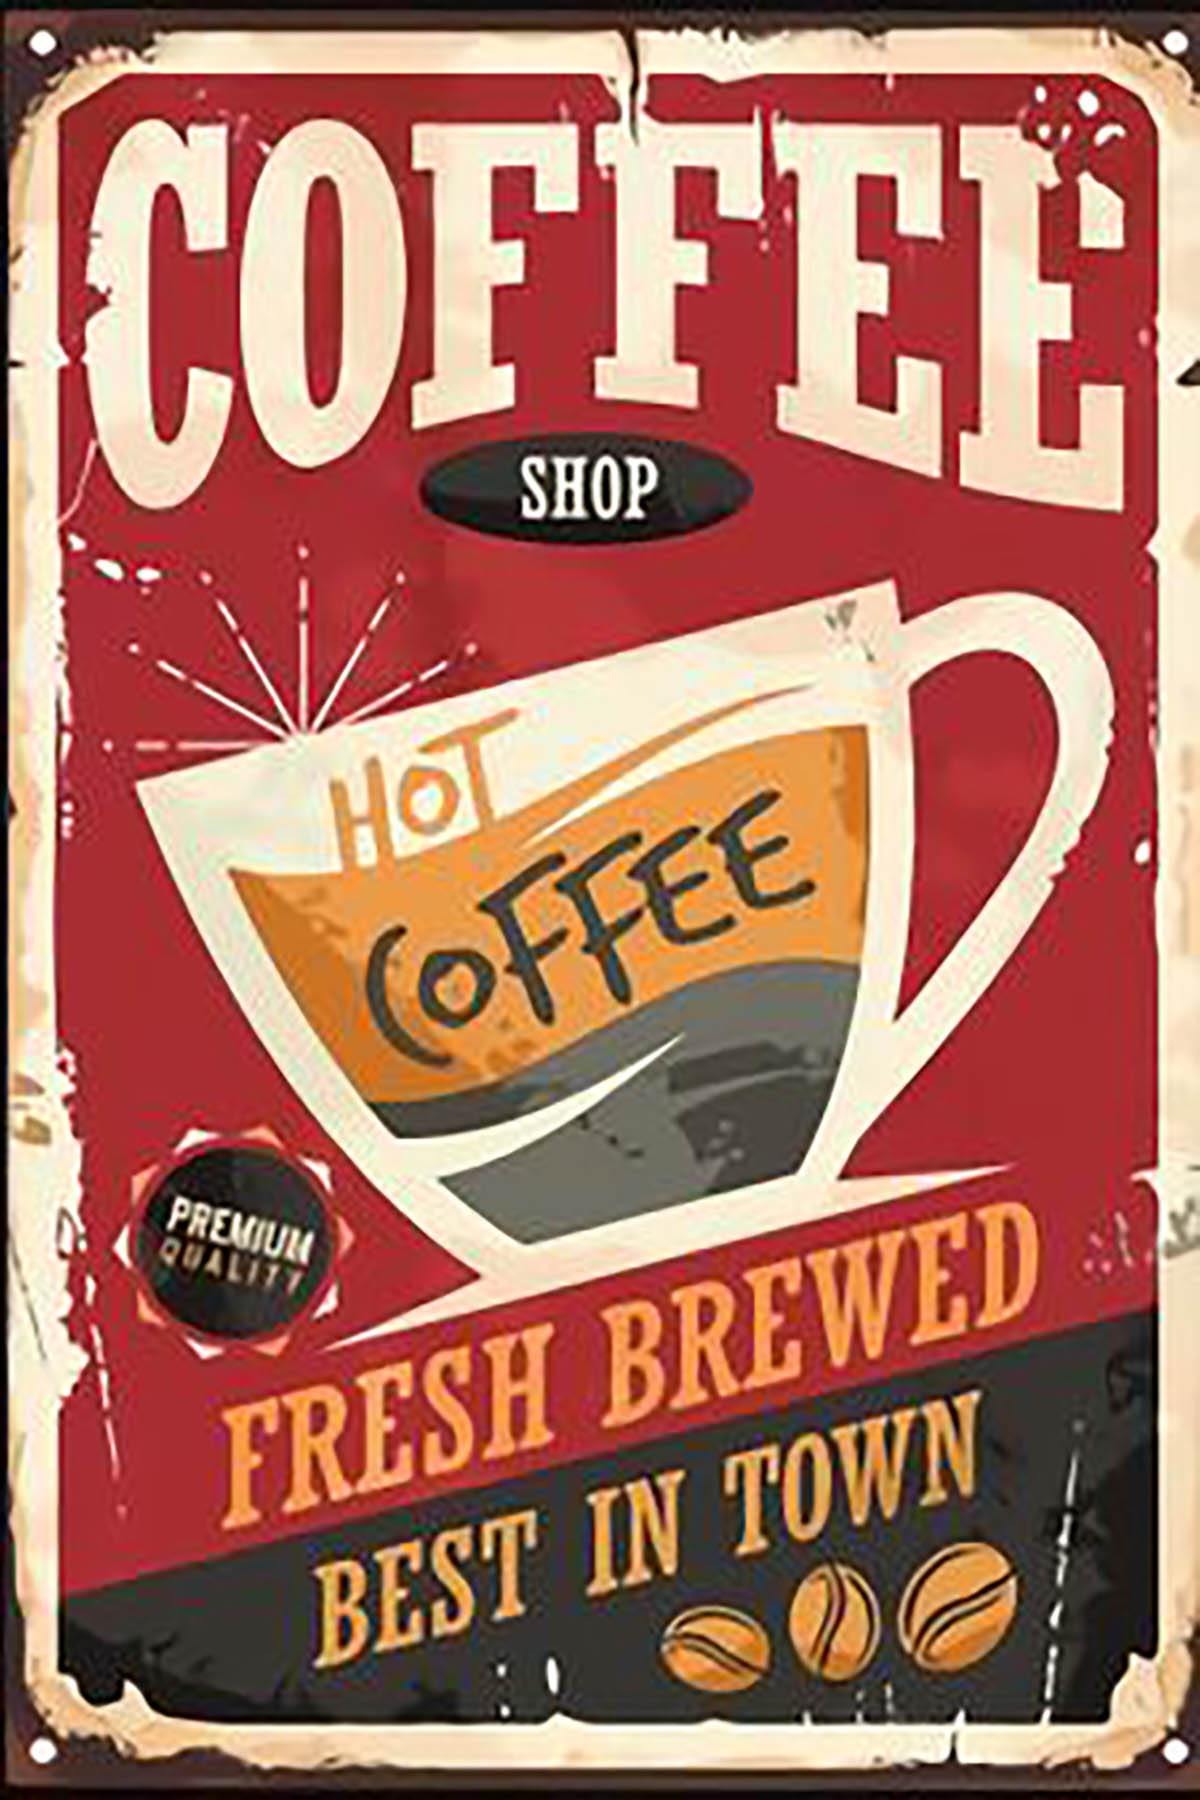 COFFEE
SHOP
HOT
COFFEE
PREMIUM
QUALITY
FRESH BREWED
BEST IN TOWN